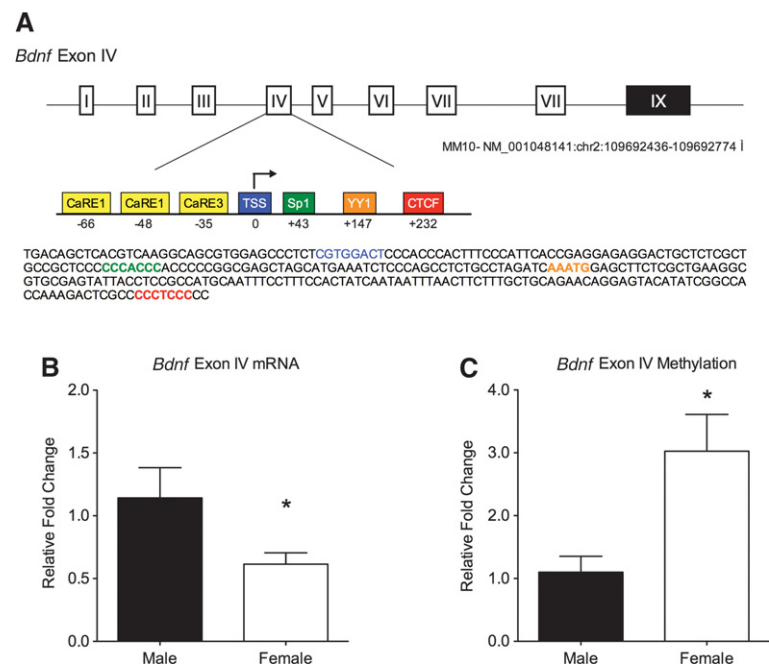 A
Bdnf Exon IV
I II III IV V VI VII VII IX
MM10- NM_001048141:chr2:109692436-109692774 Ì
CaRE1 CaRE1 CaRE3 TSS Sp1 YY1 CTCF
-66 -48 -35 0 +43 +147 +232
TGACAGCTCACGTCAAGGCAGCGTGGAGCCCTCTCGTGGACTCCCACCCACTTTCCCATTCACCGAGGAGAGGACTGCTCTCGCT
GCCGCTCCCCCCACCCACCCCCCGGCGAGCTAGCATGAAATCTCCCAGCCTCTGCCTAGATCAAATGGAGCTTCTCGCTGAAGGC
GTGCGAGTATTACCTCCGCCATGCAATTTCCTTTCCACTATCAATAATTTAACTTCTTTGCTGCAGAACAGGAGTACATATCGGCCA
CCAAAGACTCGCCCCCTCCCCC
B
Bdnf Exon IV mRNA
2.0
1.5
1.0
0.5
0.0
Relative Fold Change
*
Male Female
C
Bdnf Exon IV Methylation
4.0
3.0
2.0
1.0
0.0
Relative Fold Change
*
Male Female